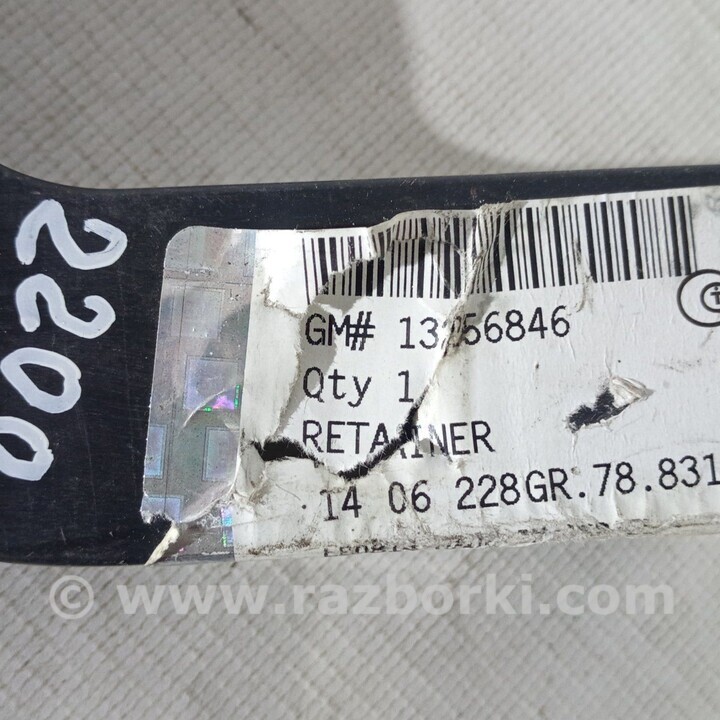 2200
GM# 13256846
Qty 1
RETAINER
14 06 228GR.78.831
© www.razborki.com